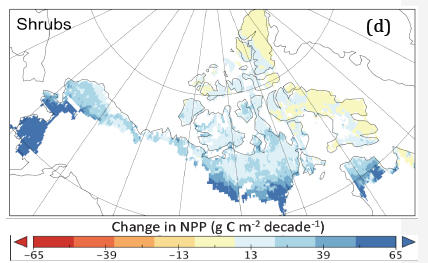 Shrubs (d)
Change in NPP (g C m⁻² decade⁻¹)
−65 −39 −13 13 39 65